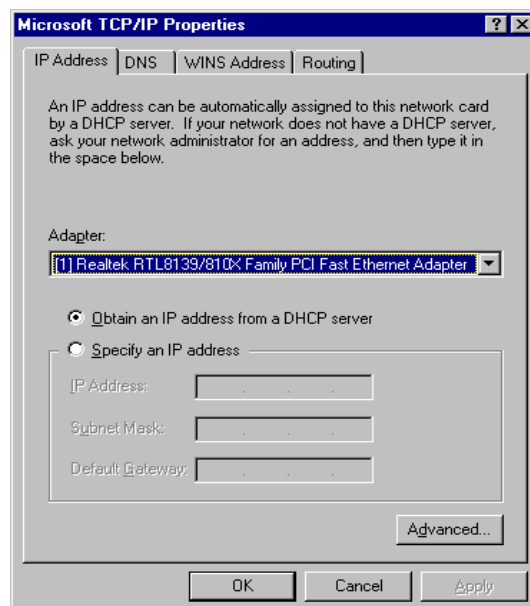 Microsoft TCP/IP Properties
IP Address DNS WINS Address Routing
An IP address can be automatically assigned to this network card
by a DHCP server. If your network does not have a DHCP server,
ask your network administrator for an address, and then type it in
the space below.
Adapter:
[1] Realtek RTL8139/810X Family PCI Fast Ethernet Adapter
Obtain an IP address from a DHCP server
Specify an IP address
IP Address:
Subnet Mask:
Default Gateway:
Advanced...
OK Cancel Apply